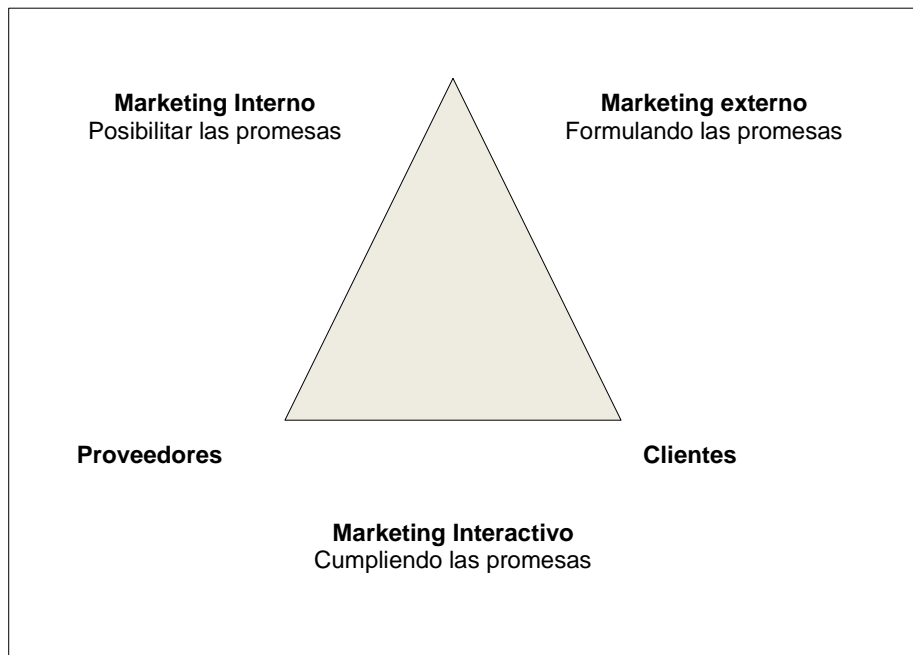 Marketing Interno
Posibilitar las promesas
Marketing externo
Formulando las promesas
Proveedores
Clientes
Marketing Interactivo
Cumpliendo las promesas